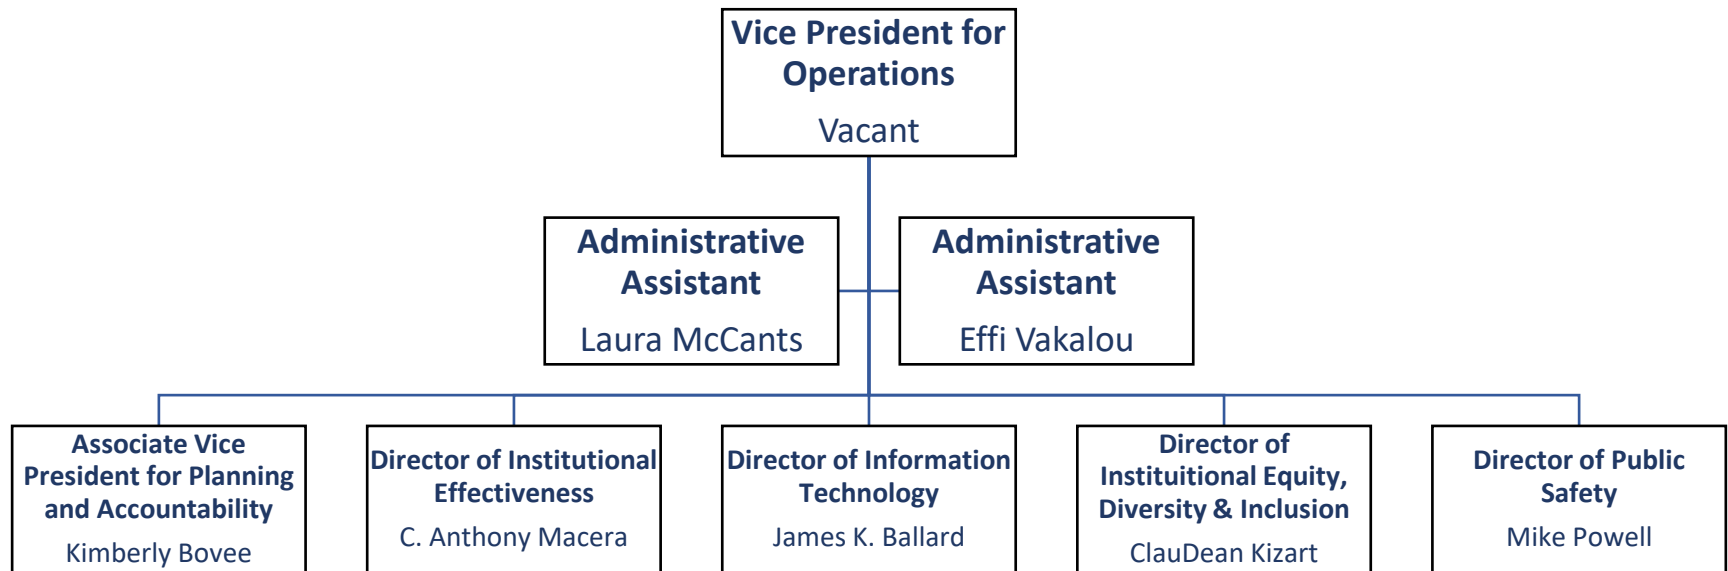 Vice President for
Operations
Vacant
Administrative
Assistant
Laura McCants
Administrative
Assistant
Effi Vakalou
Associate Vice
President for Planning
and Accountability
Kimberly Bovee
Director of Institutional
Effectiveness
C. Anthony Macera
Director of Information
Technology
James K. Ballard
Director of
Instituitional Equity,
Diversity & Inclusion
ClauDean Kizart
Director of Public
Safety
Mike Powell